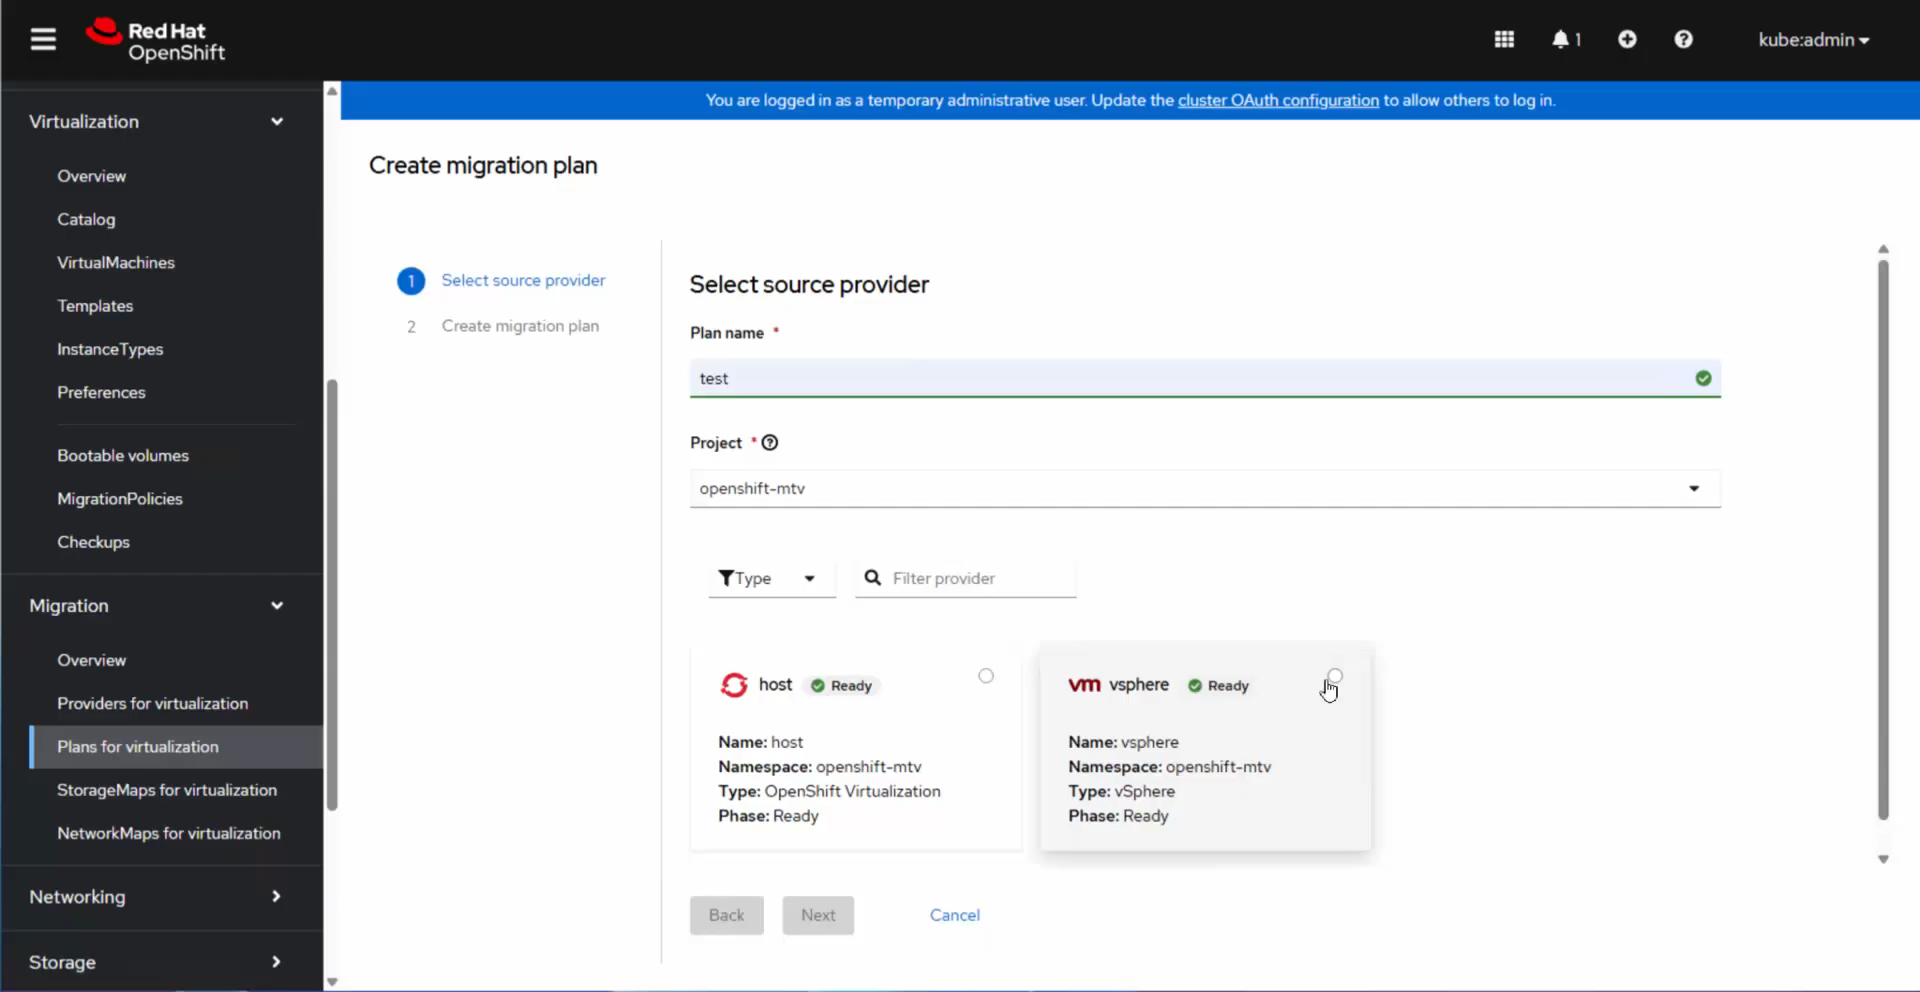 Red Hat
OpenShift
1
kube:admin
You are logged in as a temporary administrative user. Update the cluster OAuth configuration to allow others to log in.
Virtualization
Overview
Catalog
VirtualMachines
Templates
InstanceTypes
Preferences
Bootable volumes
MigrationPolicies
Checkups
Migration
Overview
Providers for virtualization
Plans for virtualization
StorageMaps for virtualization
NetworkMaps for virtualization
Networking
Storage
Create migration plan
1 Select source provider
2 Create migration plan
Select source provider
Plan name *
test
Project *
openshift-mtv
Type
Filter provider
host Ready
Name: host
Namespace: openshift-mtv
Type: OpenShift Virtualization
Phase: Ready
vm vsphere Ready
Name: vsphere
Namespace: openshift-mtv
Type: vSphere
Phase: Ready
Back Next Cancel